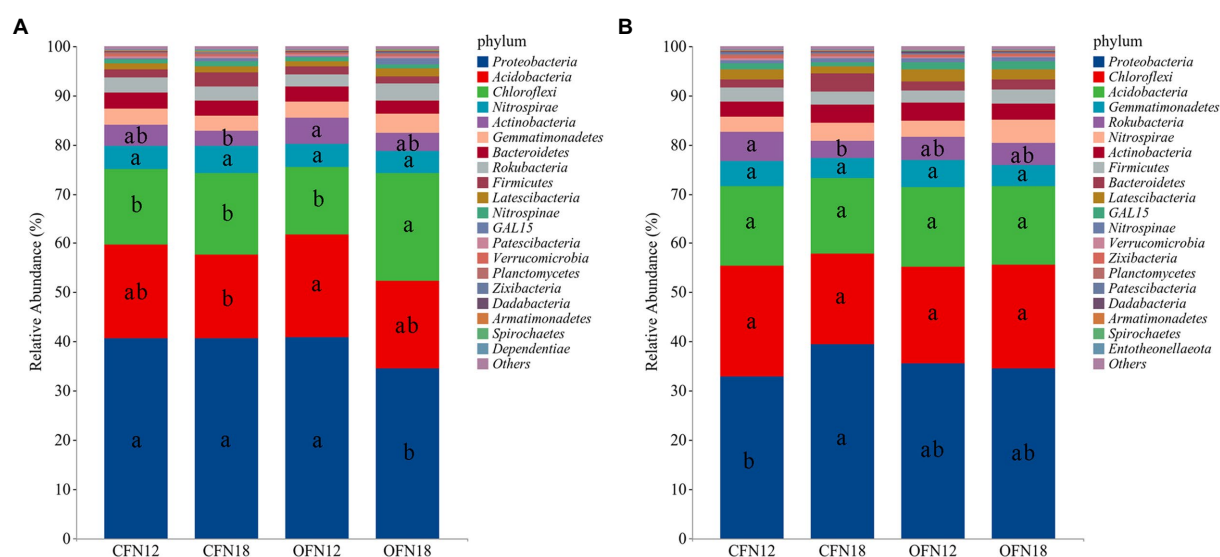 A
Relative Abundance (%)
100
90
80
70
60
50
40
30
20
10
0
ab
b
a
ab
a
a
a
a
b
b
b
a
ab
b
a
ab
a
a
a
b
CFN12
CFN18
OFN12
OFN18
phylum
Proteobacteria
Acidobacteria
Chloroflexi
Nitrospirae
Actinobacteria
Gemmatimonadetes
Bacteroidetes
Rokubacteria
Firmicutes
Latescibacteria
Nitrospinae
GAL15
Patescibacteria
Verrucomicrobia
Planctomycetes
Zixibacteria
Dadabacteria
Armatimonadetes
Spirochaetes
Dependentiae
Others
B
Relative Abundance (%)
100
90
80
70
60
50
40
30
20
10
0
a
b
ab
ab
a
a
a
a
a
a
a
a
a
a
a
a
b
a
ab
ab
CFN12
CFN18
OFN12
OFN18
phylum
Proteobacteria
Chloroflexi
Acidobacteria
Gemmatimonadetes
Rokubacteria
Nitrospirae
Actinobacteria
Firmicutes
Bacteroidetes
Latescibacteria
GAL15
Nitrospinae
Verrucomicrobia
Zixibacteria
Planctomycetes
Patescibacteria
Dadabacteria
Armatimonadetes
Spirochaetes
Entotheonellaeota
Others